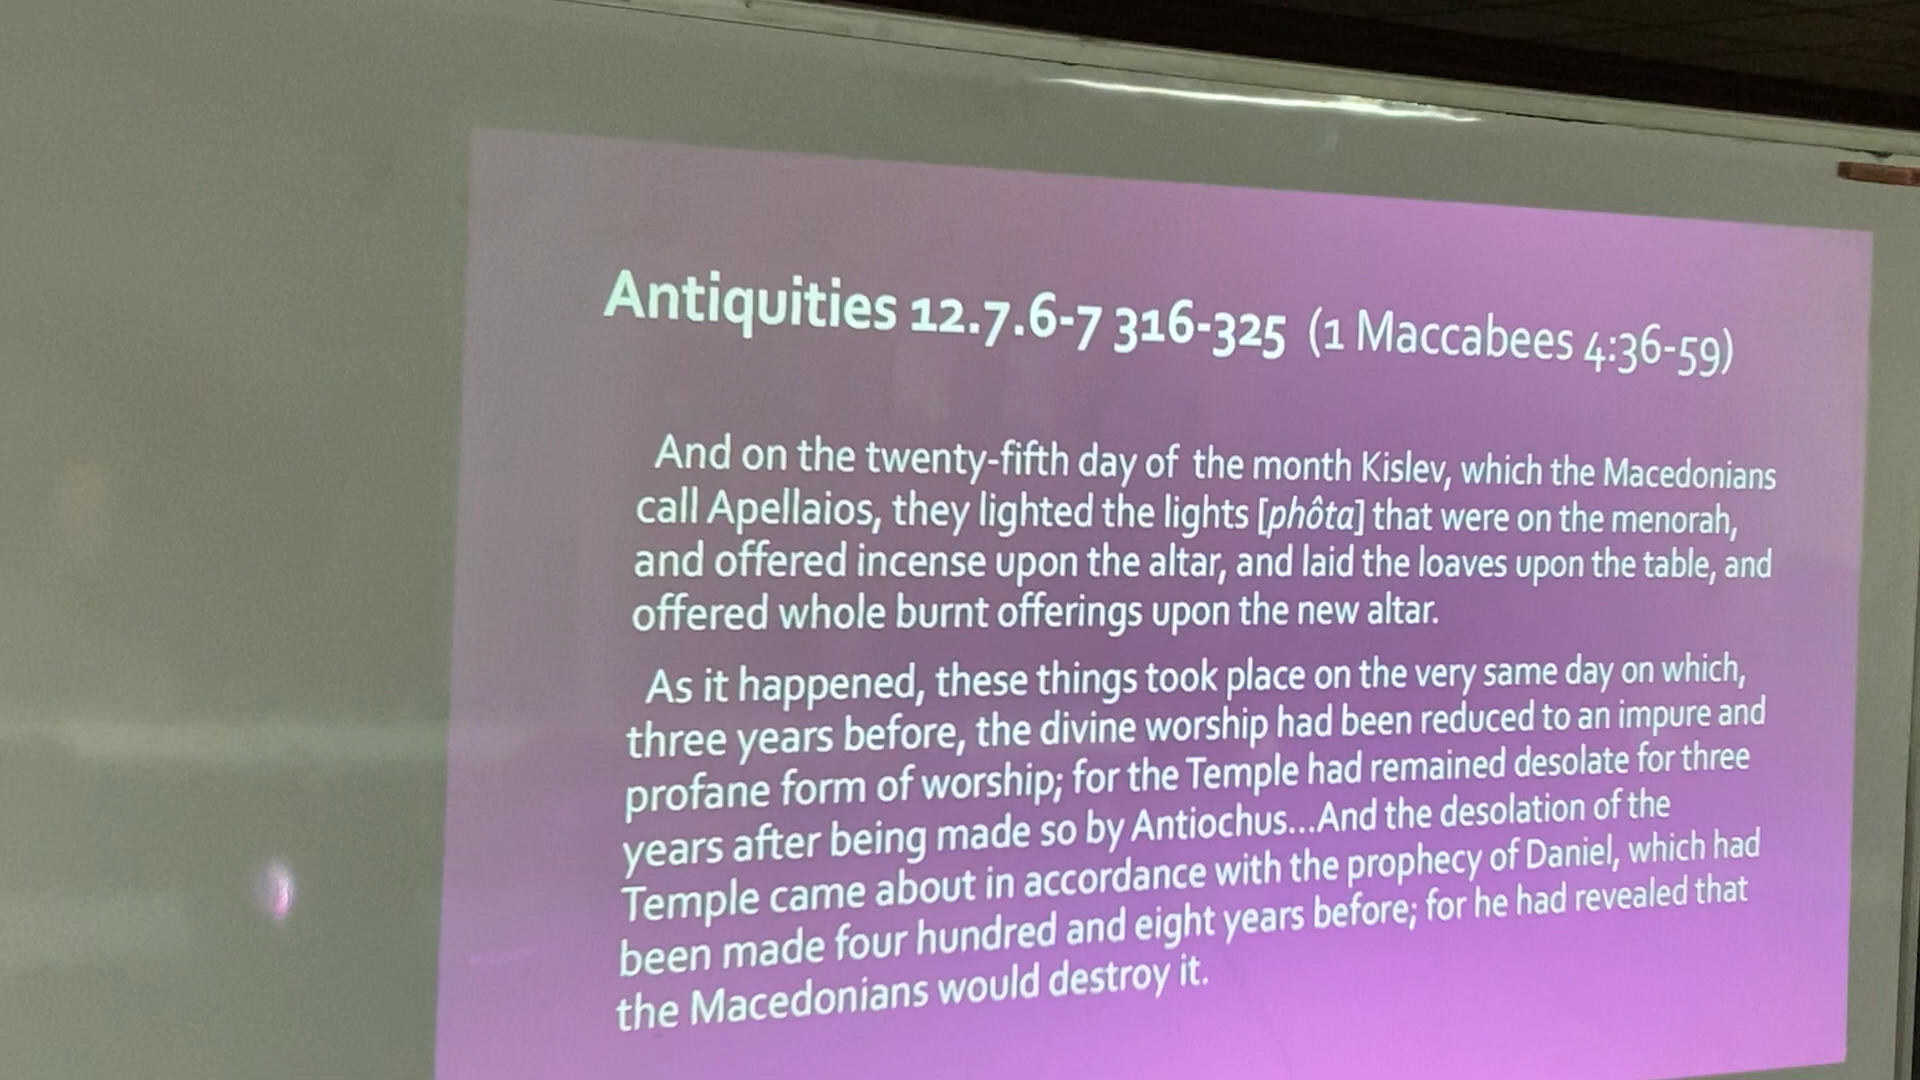 Antiquities 12.7.6-7 316-325 (1 Maccabees 4:36-59)
And on the twenty-fifth day of the month Kislev, which the Macedonians
call Apellaios, they lighted the lights [phôta] that were on the menorah,
and offered incense upon the altar, and laid the loaves upon the table, and
offered whole burnt offerings upon the new altar.
As it happened, these things took place on the very same day on which,
three years before, the divine worship had been reduced to an impure and
profane form of worship; for the Temple had remained desolate for three
years after being made so by Antiochus...And the desolation of the
Temple came about in accordance with the prophecy of Daniel, which had
been made four hundred and eight years before; for he had revealed that
the Macedonians would destroy it.